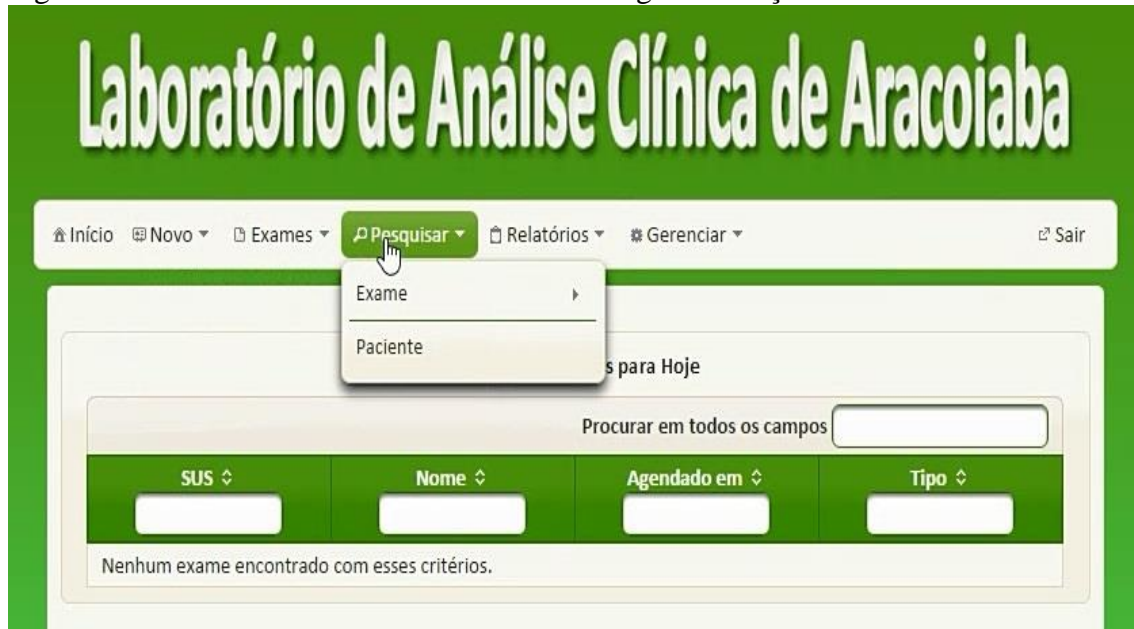 Laboratório de Análise Clínica de Aracoiaba
Início Novo Exames Pesquisar Relatórios Gerenciar Sair
Exame
Paciente
s para Hoje
Procurar em todos os campos
SUS Nome Agendado em Tipo
Nenhum exame encontrado com esses critérios.